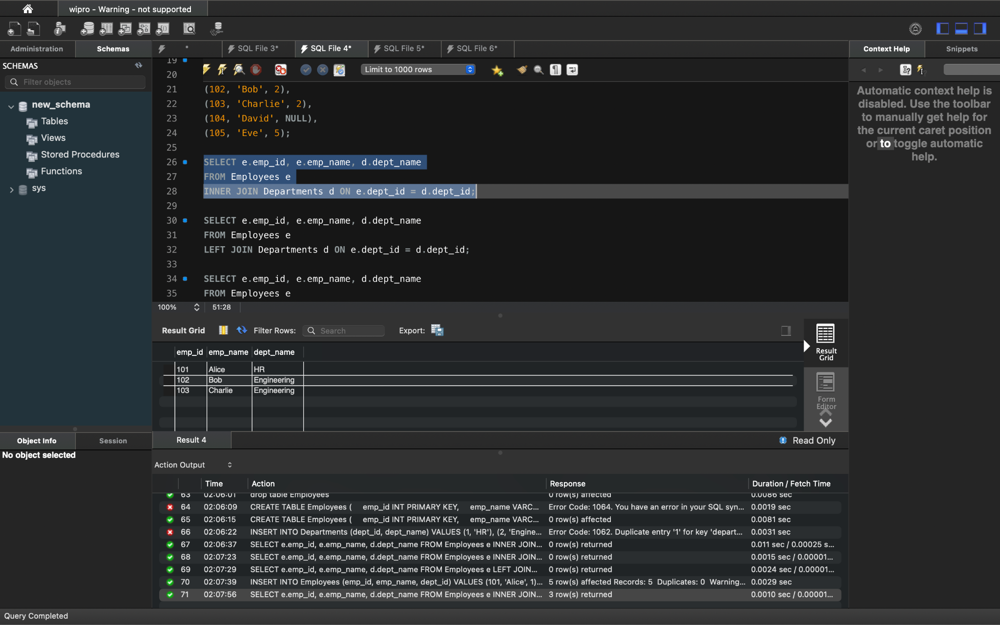 wipro - Warning - not supported
Administration
Schemas
*
SQL File 3*
SQL File 4*
SQL File 5*
SQL File 6*
Context Help
Snippets
SCHEMAS
Filter objects
new_schema
Tables
Views
Stored Procedures
Functions
sys
Limit to 1000 rows
19
20
21 (102, 'Bob', 2),
22 (103, 'Charlie', 2),
23 (104, 'David', NULL),
24 (105, 'Eve', 5);
25
26 SELECT e.emp_id, e.emp_name, d.dept_name
27 FROM Employees e
28 INNER JOIN Departments d ON e.dept_id = d.dept_id;
29
30 SELECT e.emp_id, e.emp_name, d.dept_name
31 FROM Employees e
32 LEFT JOIN Departments d ON e.dept_id = d.dept_id;
33
34 SELECT e.emp_id, e.emp_name, d.dept_name
35 FROM Employees e
100%
51:28
Automatic context help is
disabled. Use the toolbar
to manually get help for
the current caret position
or to toggle automatic
help.
Result Grid
Filter Rows:
Search
Export:
emp_id emp_name dept_name
101 Alice HR
102 Bob Engineering
103 Charlie Engineering
Result
Grid
Form
Editor
Result 4
Read Only
Object Info
Session
No object selected
Action Output
Time Action Response Duration / Fetch Time
63 02:06:01 drop table Employees 0 row(s) affected 0.0086 sec
64 02:06:09 CREATE TABLE Employees ( emp_id INT PRIMARY KEY, emp_name VARC... Error Code: 1064. You have an error in your SQL syn... 0.0019 sec
65 02:06:15 CREATE TABLE Employees ( emp_id INT PRIMARY KEY, emp_name VARC... 0 row(s) affected 0.0081 sec
66 02:06:22 INSERT INTO Departments (dept_id, dept_name) VALUES (1, 'HR'), (2, 'Engine... Error Code: 1062. Duplicate entry '1' for key 'depart... 0.0031 sec
67 02:06:37 SELECT e.emp_id, e.emp_name, d.dept_name FROM Employees e INNER JOIN... 0 row(s) returned 0.011 sec / 0.00025 s...
68 02:07:23 SELECT e.emp_id, e.emp_name, d.dept_name FROM Employees e INNER JOIN... 0 row(s) returned 0.0015 sec / 0.00001...
69 02:07:29 SELECT e.emp_id, e.emp_name, d.dept_name FROM Employees e LEFT JOIN... 0 row(s) returned 0.0024 sec / 0.00001...
70 02:07:39 INSERT INTO Employees (emp_id, emp_name, dept_id) VALUES (101, 'Alice', 1)... 5 row(s) affected Records: 5 Duplicates: 0 Warning... 0.0029 sec
71 02:07:56 SELECT e.emp_id, e.emp_name, d.dept_name FROM Employees e INNER JOIN... 3 row(s) returned 0.0010 sec / 0.00001...
Query Completed